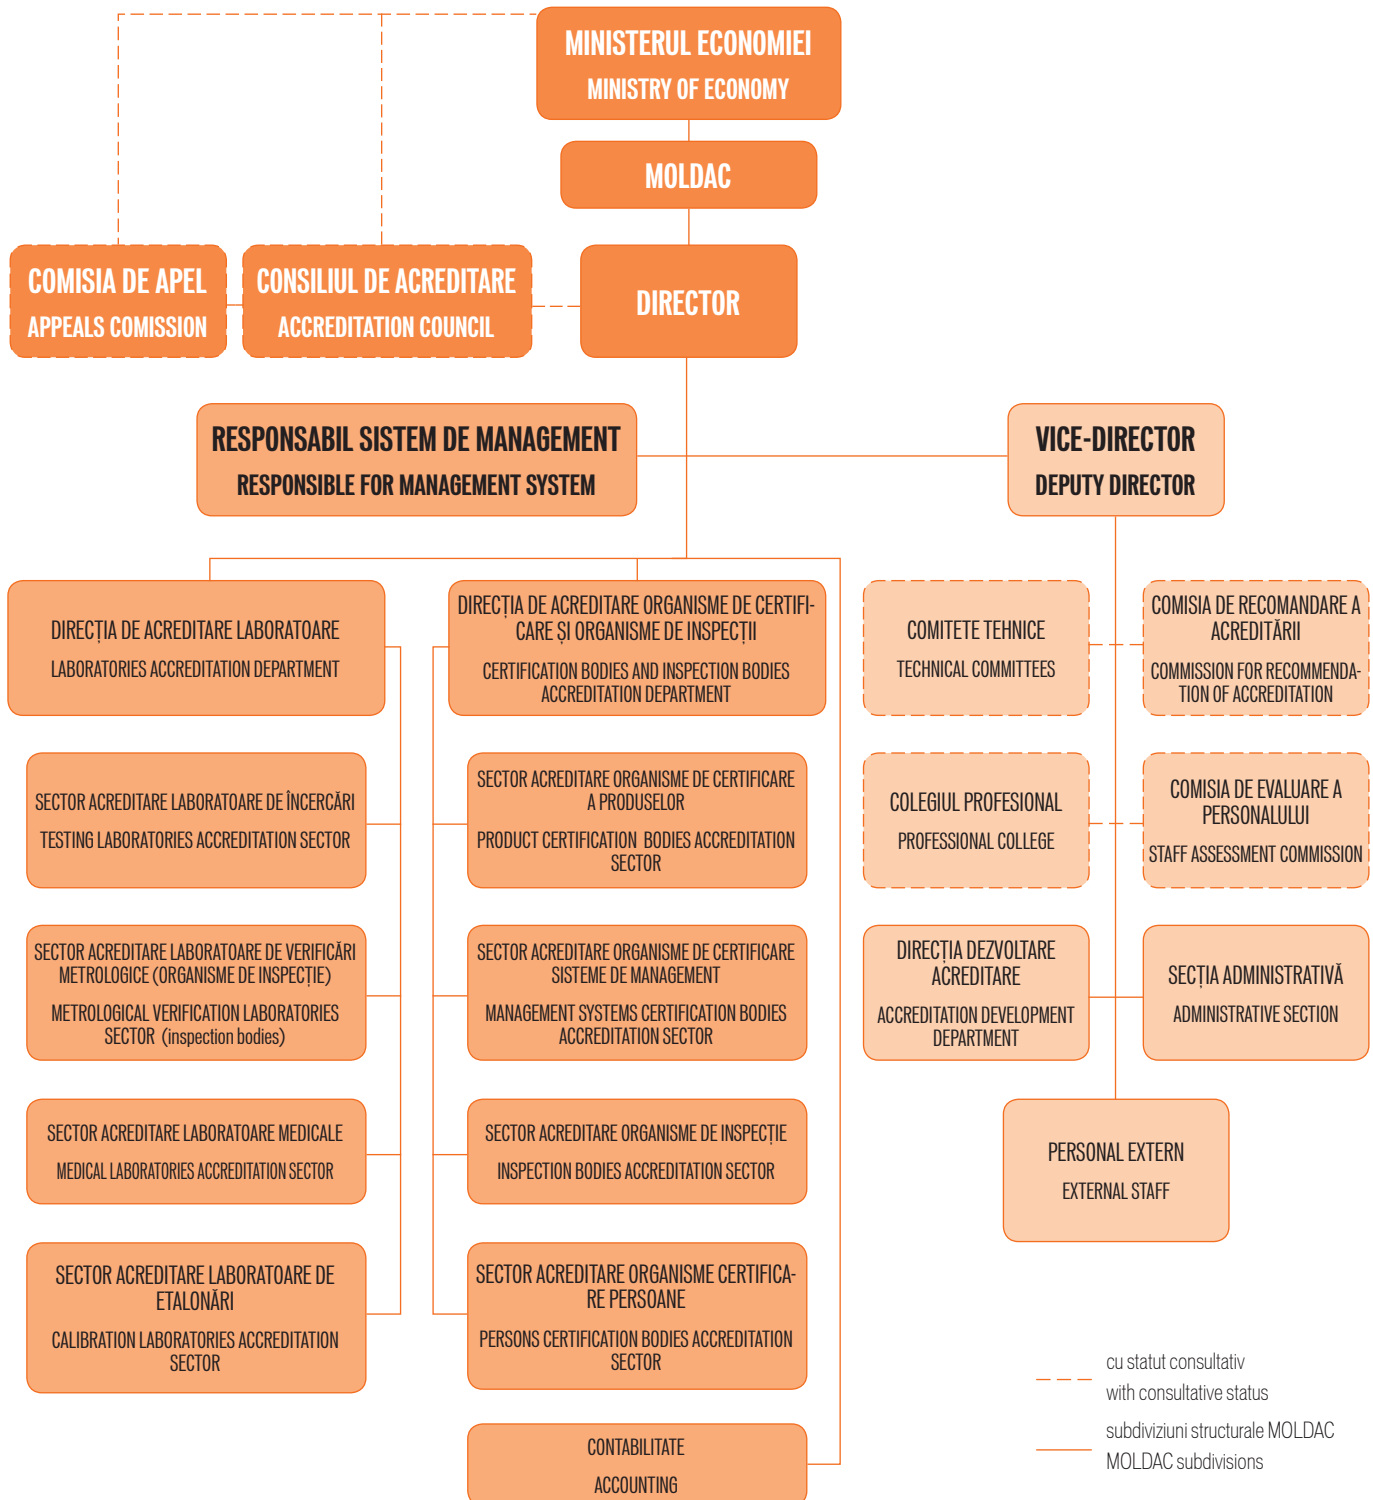 MINISTERUL ECONOMIEI
MINISTRY OF ECONOMY
MOLDAC
COMISIA DE APEL
APPEALS COMISSION
CONSILIUL DE ACREDITARE
ACCREDITATION COUNCIL
DIRECTOR
RESPONSABIL SISTEM DE MANAGEMENT
RESPONSIBLE FOR MANAGEMENT SYSTEM
VICE-DIRECTOR
DEPUTY DIRECTOR
DIRECȚIA DE ACREDITARE LABORATOARE
LABORATORIES ACCREDITATION DEPARTMENT
SECTOR ACREDITARE LABORATOARE DE ÎNCERCĂRI
TESTING LABORATORIES ACCREDITATION SECTOR
SECTOR ACREDITARE LABORATOARE DE VERIFICĂRI
METROLOGICE (ORGANISME DE INSPECȚIE)
METROLOGICAL VERIFICATION LABORATORIES
SECTOR (inspection bodies)
SECTOR ACREDITARE LABORATOARE MEDICALE
MEDICAL LABORATORIES ACCREDITATION SECTOR
SECTOR ACREDITARE LABORATOARE DE
ETALONĂRI
CALIBRATION LABORATORIES ACCREDITATION
SECTOR
DIRECȚIA DE ACREDITARE ORGANISME DE CERTIFI-
CARE ȘI ORGANISME DE INSPECȚII
CERTIFICATION BODIES AND INSPECTION BODIES
ACCREDITATION DEPARTMENT
SECTOR ACREDITARE ORGANISME DE CERTIFICARE
A PRODUSELOR
PRODUCT CERTIFICATION BODIES ACCREDITATION
SECTOR
SECTOR ACREDITARE ORGANISME DE CERTIFICARE
SISTEME DE MANAGEMENT
MANAGEMENT SYSTEMS CERTIFICATION BODIES
ACCREDITATION SECTOR
SECTOR ACREDITARE ORGANISME DE INSPECȚIE
INSPECTION BODIES ACCREDITATION SECTOR
SECTOR ACREDITARE ORGANISME CERTIFICA-
RE PERSOANE
PERSONS CERTIFICATION BODIES ACCREDITATION
SECTOR
CONTABILITATE
ACCOUNTING
COMITETE TEHNICE
TECHNICAL COMMITTEES
COMISIA DE RECOMANDARE A
ACREDITĂRII
COMMISSION FOR RECOMMENDA-
TION OF ACCREDITATION
COLEGIUL PROFESIONAL
PROFESSIONAL COLLEGE
COMISIA DE EVALUARE A
PERSONALULUI
STAFF ASSESSMENT COMMISSION
DIRECȚIA DEZVOLTARE
ACREDITARE
ACCREDITATION DEVELOPMENT
DEPARTMENT
SECȚIA ADMINISTRATIVĂ
ADMINISTRATIVE SECTION
PERSONAL EXTERN
EXTERNAL STAFF
cu statut consultativ
with consultative status
subdiviziuni structurale MOLDAC
MOLDAC subdivisions